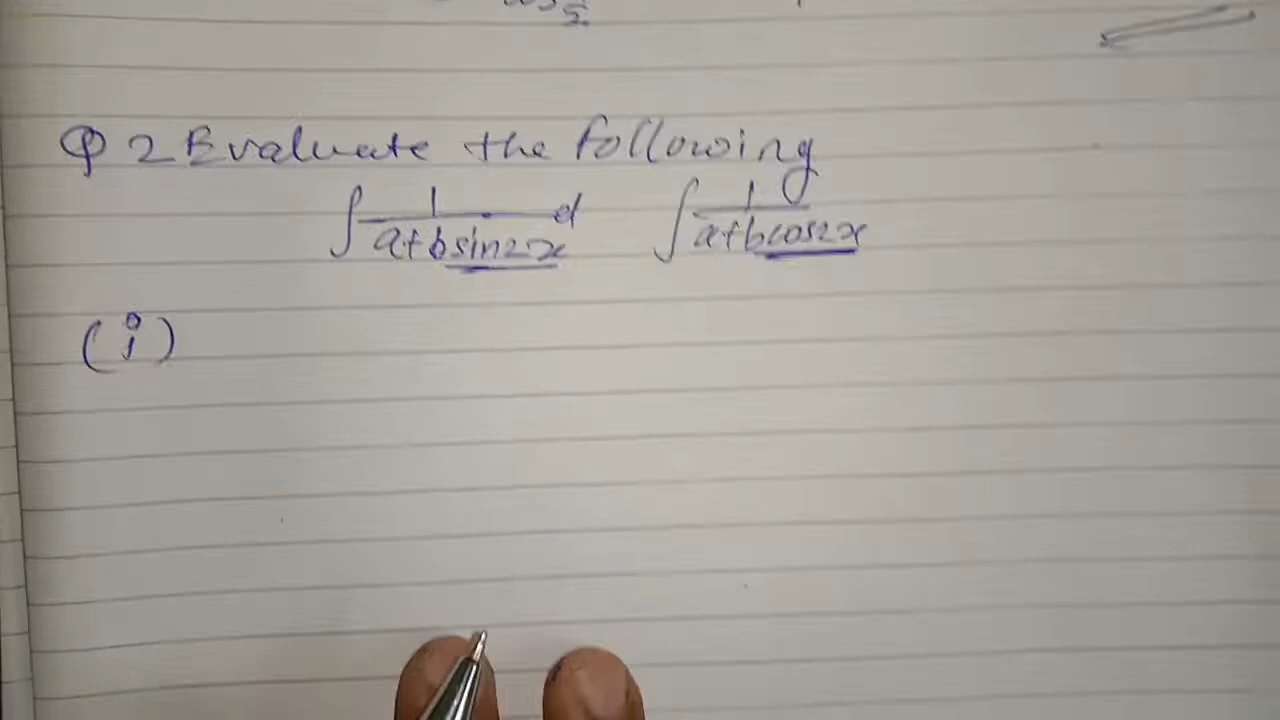 Q 2 Evaluate the following
∫ 1/(a+b sin2x) d ∫ 1/(a+b cos2x)
(i)